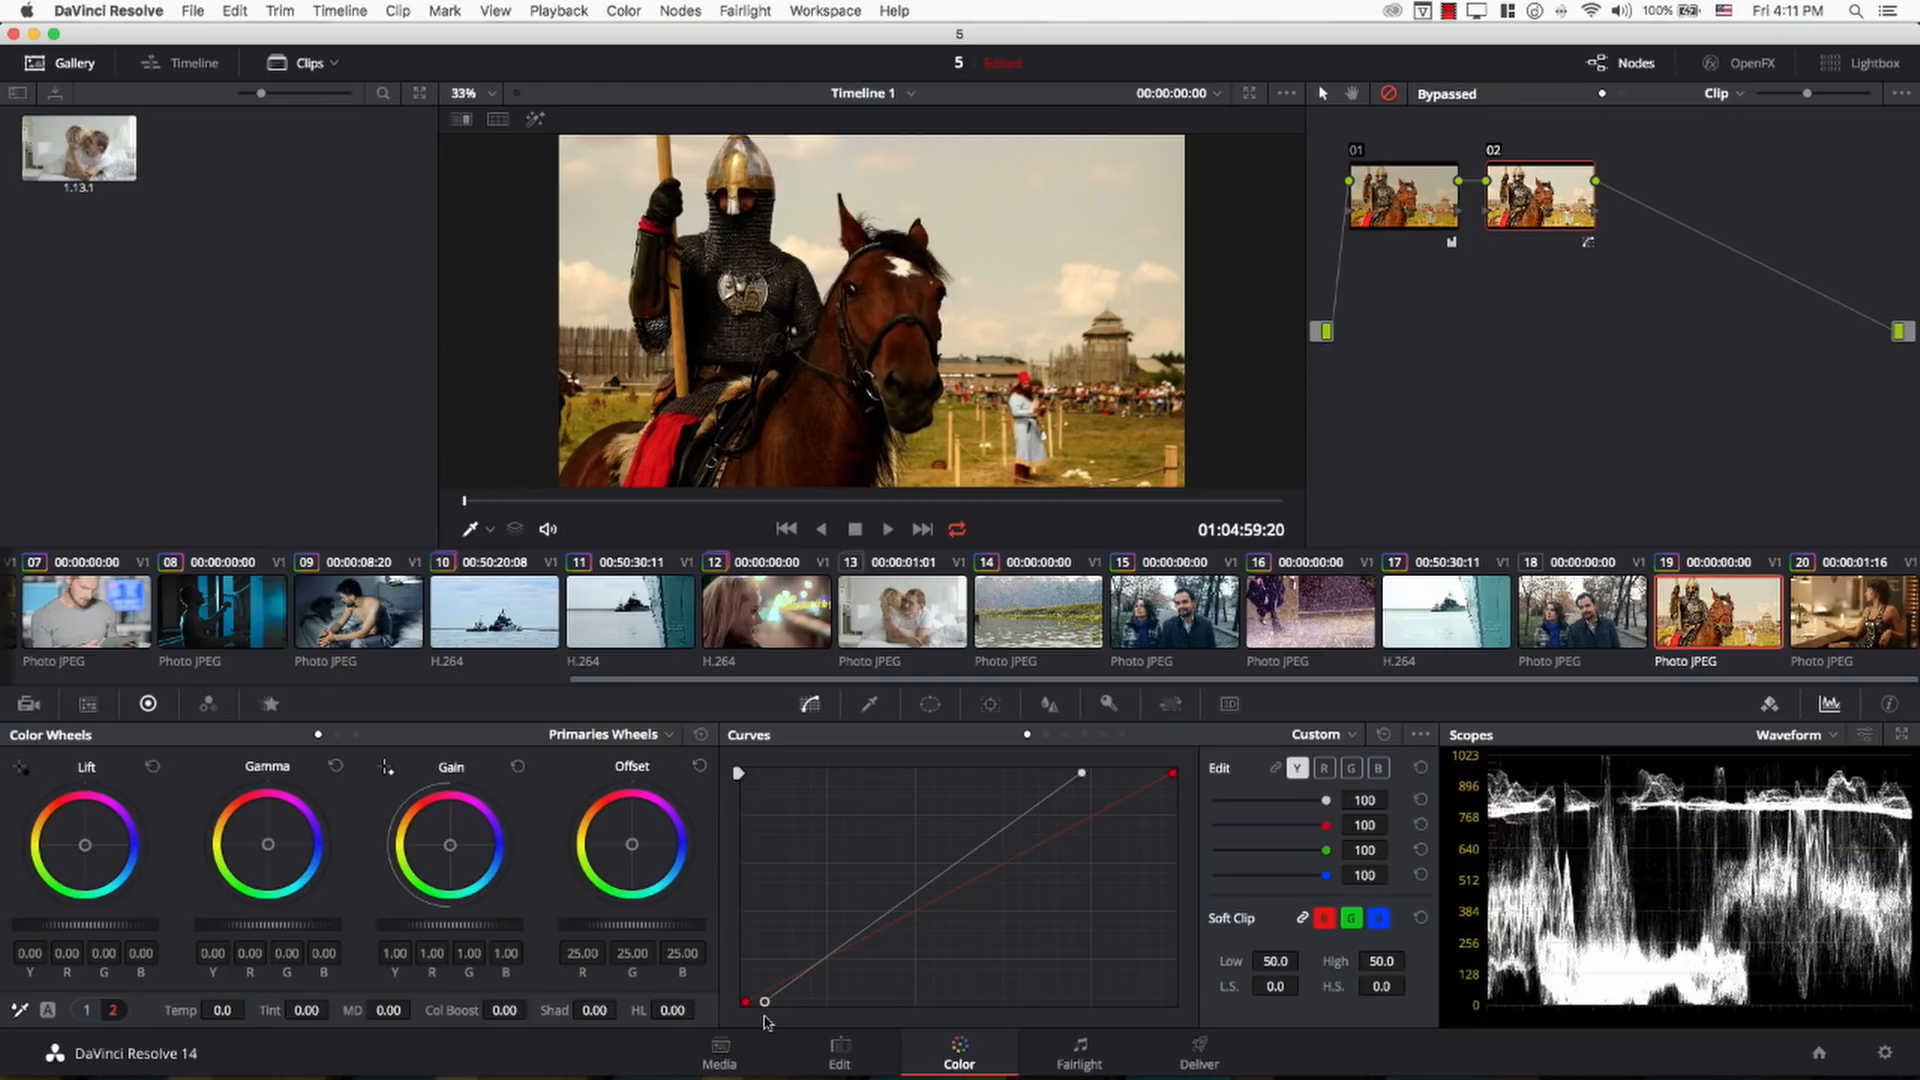 DaVinci Resolve File Edit Trim Timeline Clip Mark View Playback Color Nodes Fairlight Workspace Help 100% Fri 4:11 PM
5
Gallery Timeline Clips 5 Edited Nodes OpenFX Lightbox
33% Timeline 1 00:00:00:00 Bypassed Clip
01 02
1.13.1
01:04:59:20
V1 07 00:00:00:00 V1 08 00:00:00:00 V1 09 00:00:08:20 V1 10 00:50:20:08 V1 11 00:50:30:11 V1 12 00:00:00:00 V1 13 00:00:01:01 V1 14 00:00:00:00 V1 15 00:00:00:00 V1 16 00:00:00:00 V1 17 00:50:30:11 V1 18 00:00:00:00 V1 19 00:00:00:00 V1 20 00:00:01:16 V1
Photo JPEG Photo JPEG Photo JPEG H.264 H.264 H.264 Photo JPEG Photo JPEG Photo JPEG Photo JPEG H.264 Photo JPEG Photo JPEG Photo JPEG
3D
Color Wheels Primaries Wheels Curves Custom Scopes Waveform
Lift Gamma Gain Offset Edit Y R G B
1023
896
768
640
512
384
256
128
0
100
100
100
100
Soft Clip R G B
0.00 0.00 0.00 0.00 0.00 0.00 0.00 0.00 1.00 1.00 1.00 1.00 25.00 25.00 25.00
Y R G B Y R G B Y R G B R G B
Low 50.0 High 50.0
L.S. 0.0 H.S. 0.0
A 1 2 Temp 0.0 Tint 0.00 MD 0.00 Col Boost 0.00 Shad 0.00 HL 0.00
DaVinci Resolve 14 Media Edit Color Fairlight Deliver